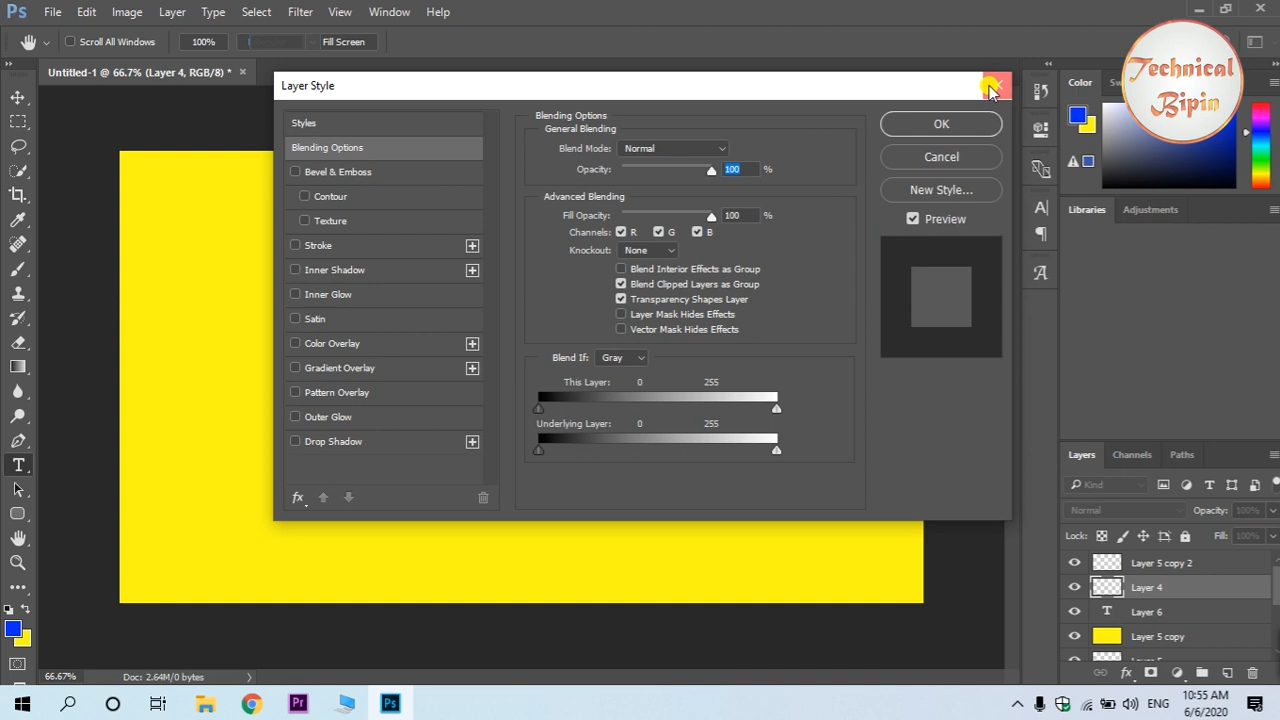 Ps File Edit Image Layer Type Select Filter 3D View Window Help
Scroll All Windows 100% Fill Screen
Untitled-1 @ 66.7% (Layer 4, RGB/8) * ×
Layer Style
Styles
Blending Options
Bevel & Emboss
Contour
Texture
Stroke
Inner Shadow
Inner Glow
Satin
Color Overlay
Gradient Overlay
Pattern Overlay
Outer Glow
Drop Shadow
fx
Blending Options
General Blending
Blend Mode: Normal
Opacity: 100 %
Advanced Blending
Fill Opacity: 100 %
Channels: R G B
Knockout: None
Blend Interior Effects as Group
Blend Clipped Layers as Group
Transparency Shapes Layer
Layer Mask Hides Effects
Vector Mask Hides Effects
Blend If: Gray
This Layer: 0 255
Underlying Layer: 0 255
OK
Cancel
New Style...
Preview
Technical
Bipin
Color
Libraries Adjustments
Layers Channels Paths
Kind
Normal Opacity: 100%
Lock: Fill: 100%
Layer 5 copy 2
Layer 4
T Layer 6
Layer 5 copy
fx
66.67% Doc: 2.64M/0 bytes
Pr Ps
ENG
10:55 AM
6/6/2020